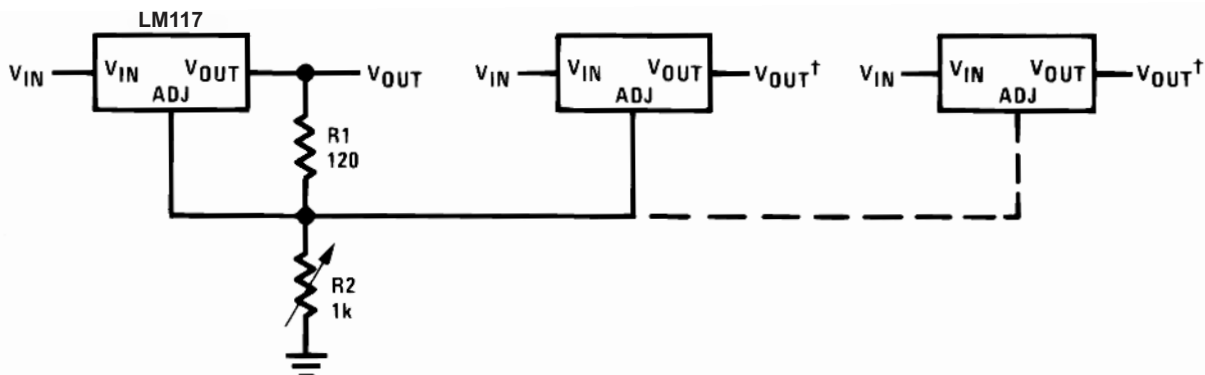 LM117
VIN VIN VOUT VOUT VIN VIN VOUT VOUT† VIN VIN VOUT VOUT†
ADJ ADJ ADJ
R1
120
R2
1k